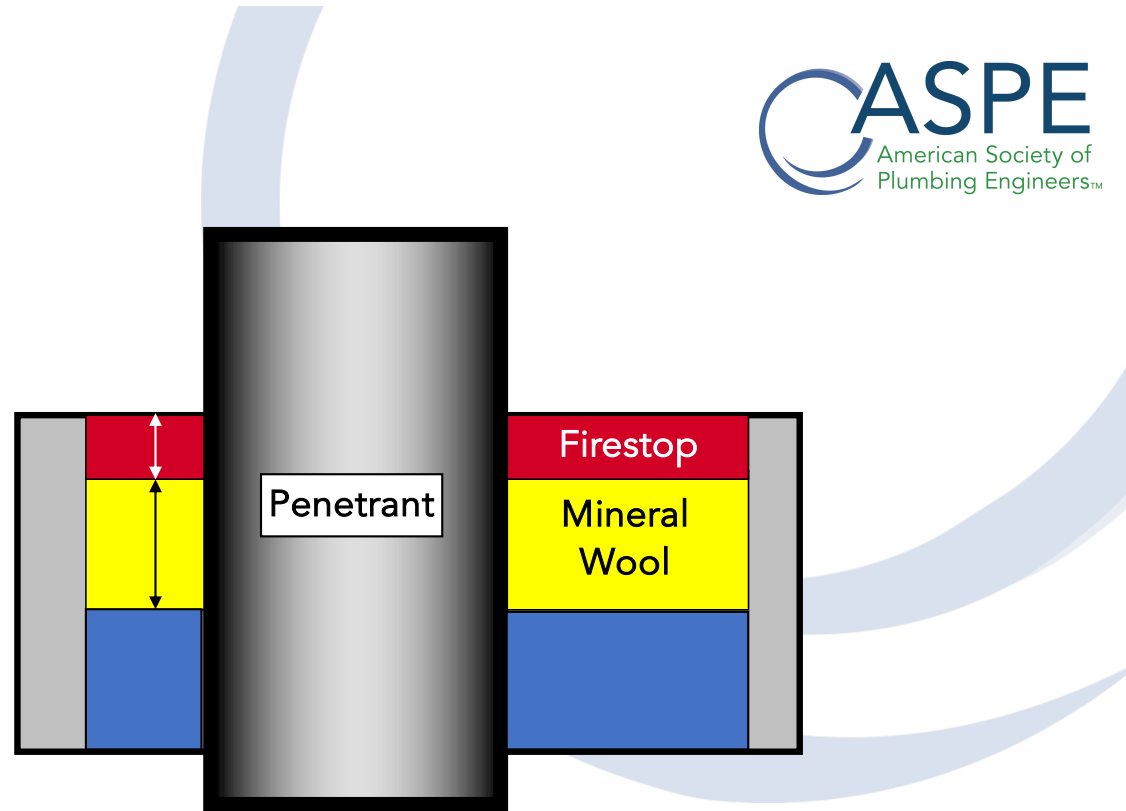 ASPE
American Society of
Plumbing Engineers™
Firestop
Penetrant
Mineral
Wool